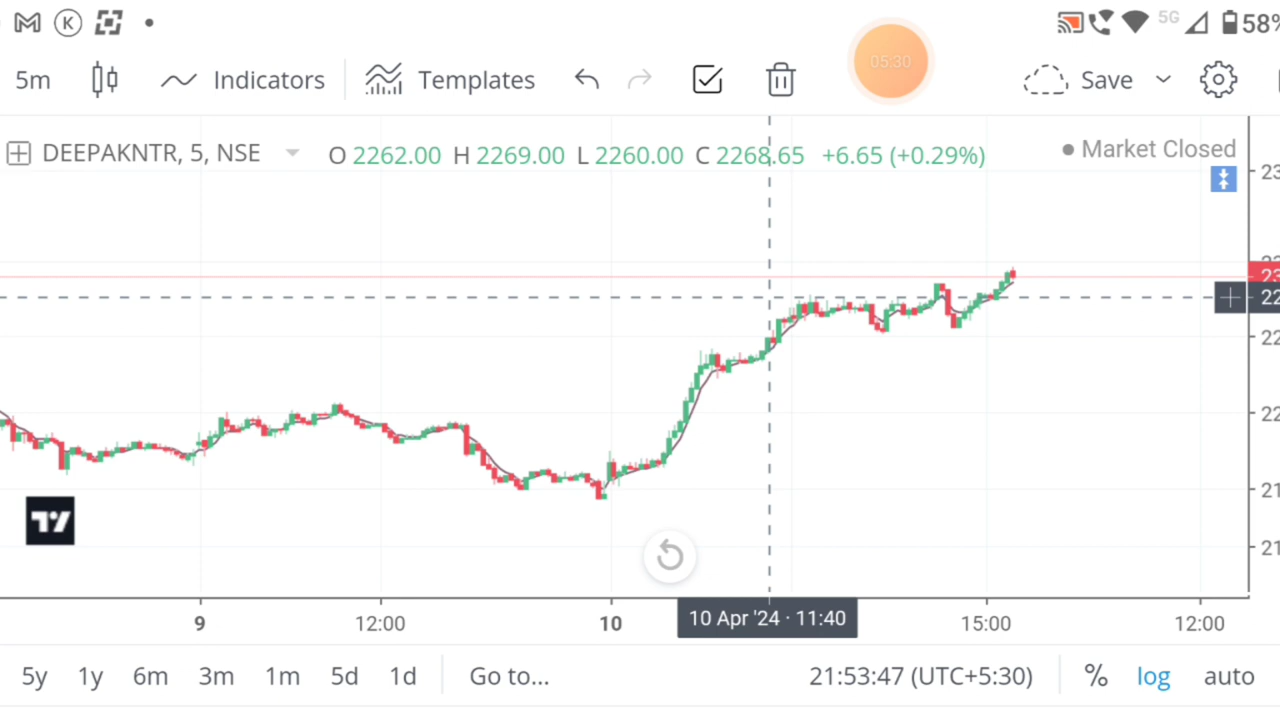 58%
5m Indicators Templates 05:30 Save
DEEPAKNTR, 5, NSE O 2262.00 H 2269.00 L 2260.00 C 2268.65 +6.65 (+0.29%) Market Closed
5G
K
9 12:00 10 10 Apr '24 · 11:40 15:00 12:00
5y 1y 6m 3m 1m 5d 1d Go to... 21:53:47 (UTC+5:30) % log auto